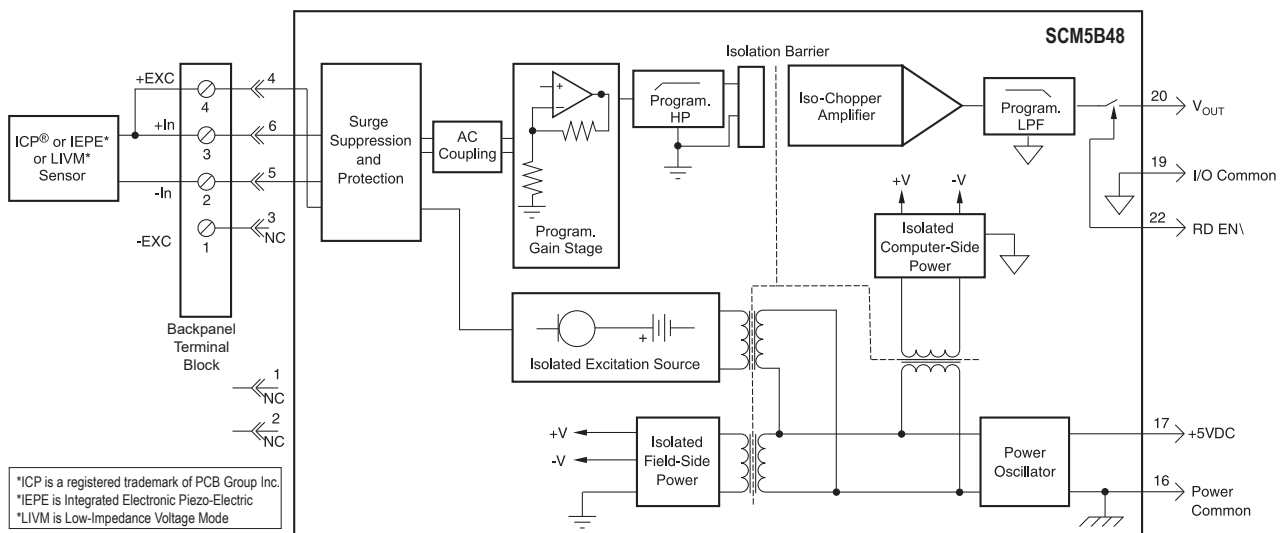 SCM5B48
Isolation Barrier
+EXC
4
4
+In
3
6
-In
2
5
-EXC
1
3
NC
ICP® or IEPE*
or LIVM*
Sensor
Backpanel
Terminal
Block
1
NC
2
NC
Surge
Suppression
and
Protection
AC
Coupling
+
–
Program.
Gain Stage
Program.
HP
Iso-Chopper
Amplifier
Program.
LPF
20
VOUT
19
I/O Common
22
RD EN\
+V
-V
Isolated
Computer-Side
Power
+
Isolated Excitation Source
+V
-V
Isolated
Field-Side
Power
Power
Oscillator
17
+5VDC
16
Power
Common
*ICP is a registered trademark of PCB Group Inc.
*IEPE is Integrated Electronic Piezo-Electric
*LIVM is Low-Impedance Voltage Mode